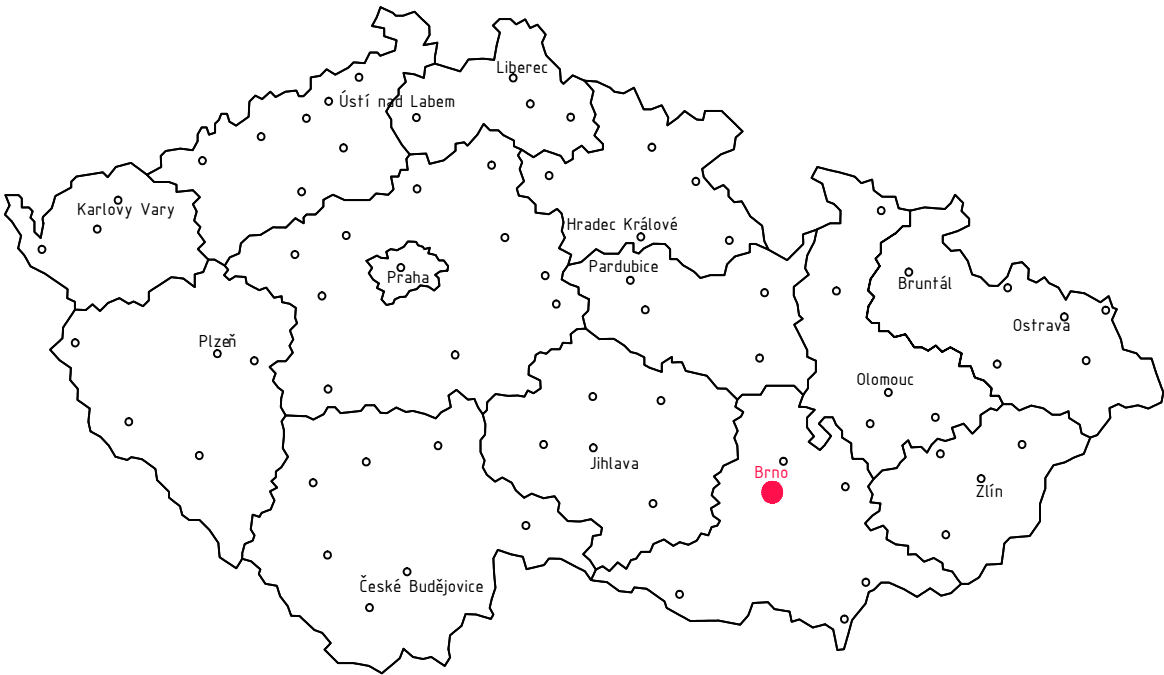 Liberec
Ústí nad Labem
Karlovy Vary
Hradec Králové
Pardubice
Praha
Bruntál
Ostrava
Plzeň
Olomouc
Jihlava
Brno
Zlín
České Budějovice